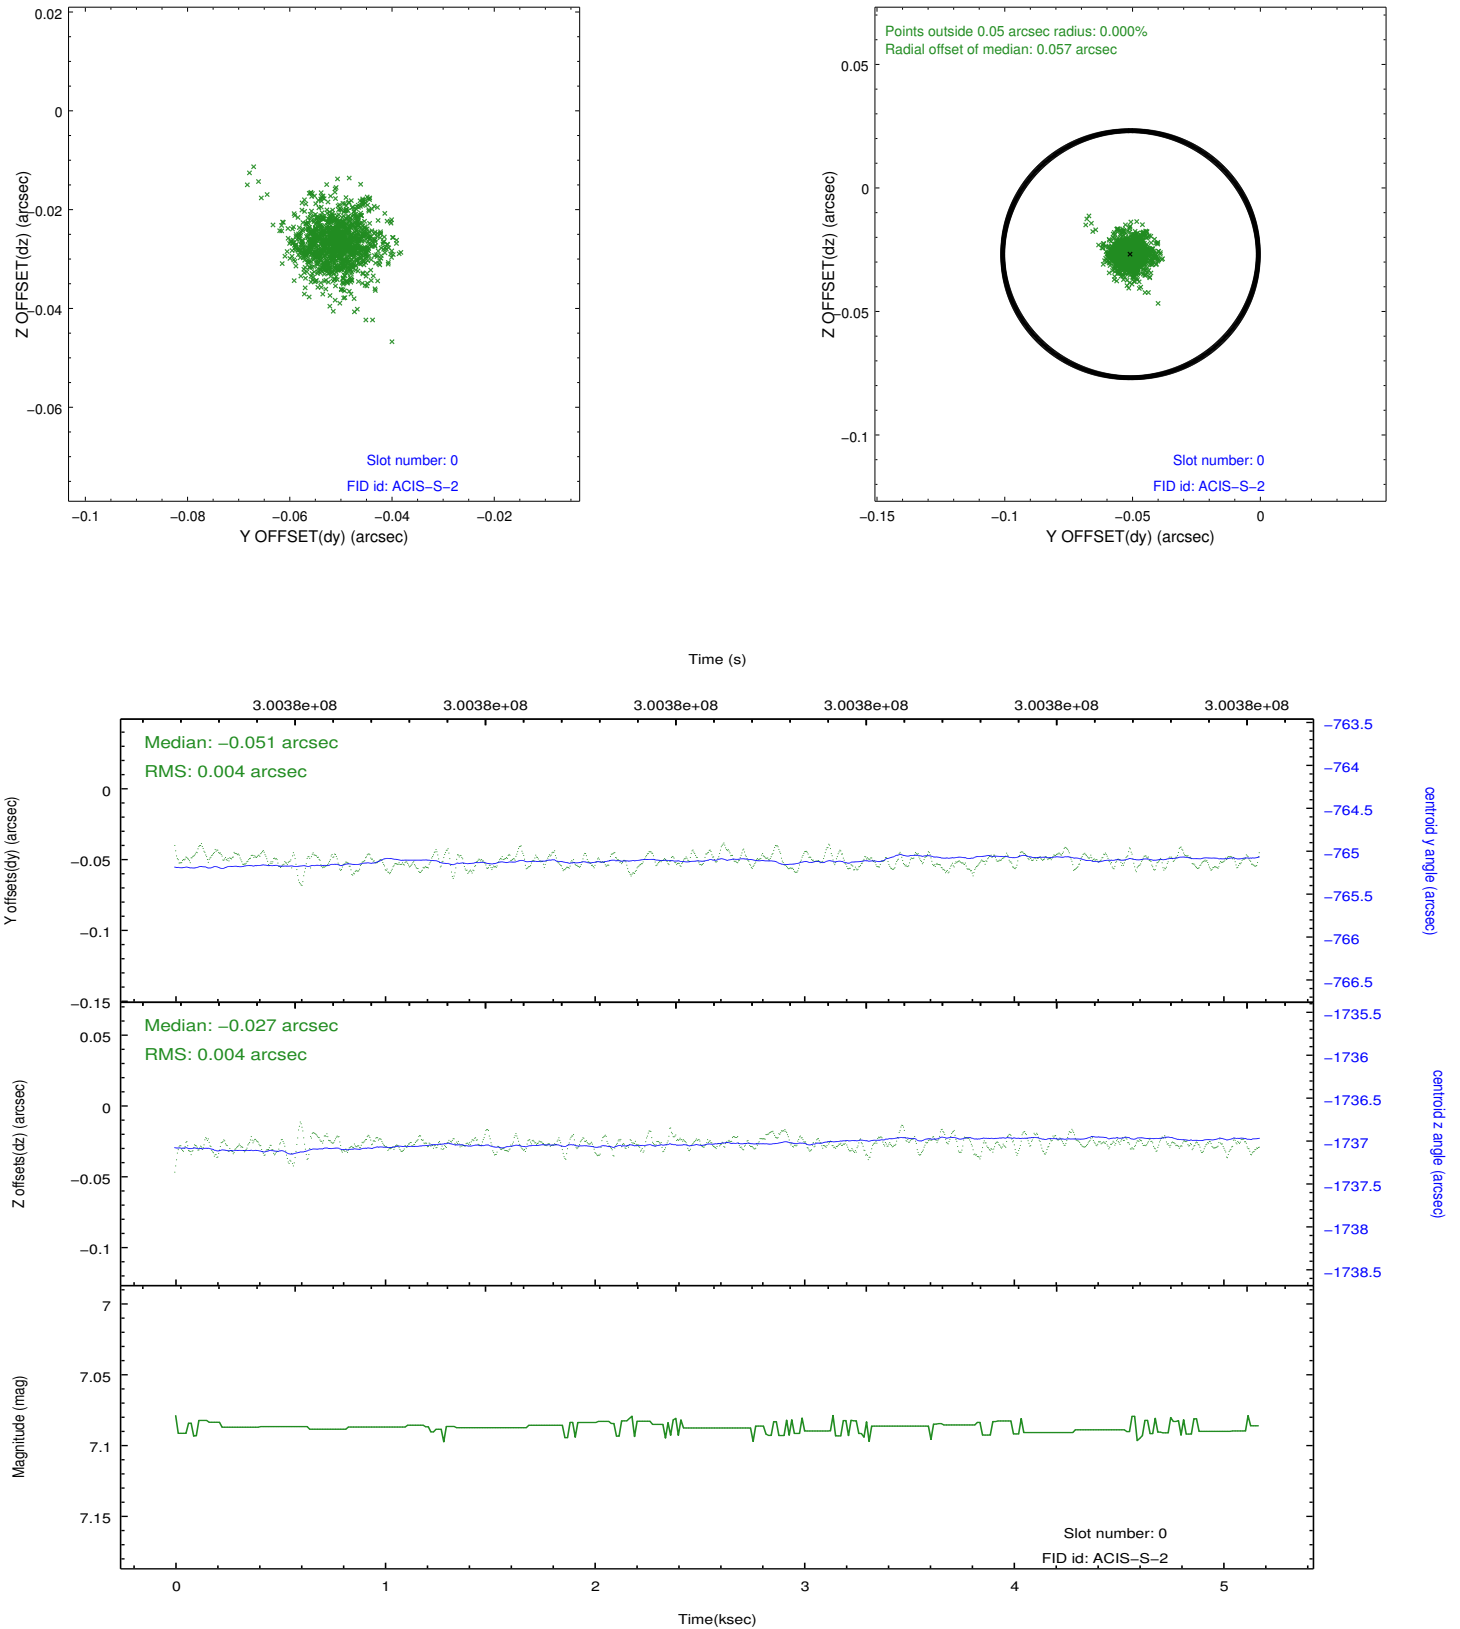 0.02
0
−0.02
−0.04
−0.06
Z OFFSET(dz) (arcsec)
Slot number: 0
FID id: ACIS−S−2
−0.1
−0.08
−0.06
−0.04
−0.02
Y OFFSET(dy) (arcsec)
Points outside 0.05 arcsec radius: 0.000%
Radial offset of median: 0.057 arcsec
0.05
0
−0.05
−0.1
Z OFFSET(dz) (arcsec)
Slot number: 0
FID id: ACIS−S−2
−0.15
−0.1
−0.05
0
Y OFFSET(dy) (arcsec)
Time (s)
3.0038e+08
3.0038e+08
3.0038e+08
3.0038e+08
3.0038e+08
3.0038e+08
Median: −0.051 arcsec
RMS: 0.004 arcsec
0
−0.05
−0.1
−0.15
Y offsets(dy) (arcsec)
−763.5
−764
−764.5
−765
−765.5
−766
−766.5
centroid y angle (arcsec)
Median: −0.027 arcsec
RMS: 0.004 arcsec
0.05
0
−0.05
−0.1
Z offsets(dz) (arcsec)
−1735.5
−1736
−1736.5
−1737
−1737.5
−1738
−1738.5
centroid z angle (arcsec)
7
7.05
7.1
7.15
Magnitude (mag)
Slot number: 0
FID id: ACIS−S−2
0
1
2
3
4
5
Time(ksec)